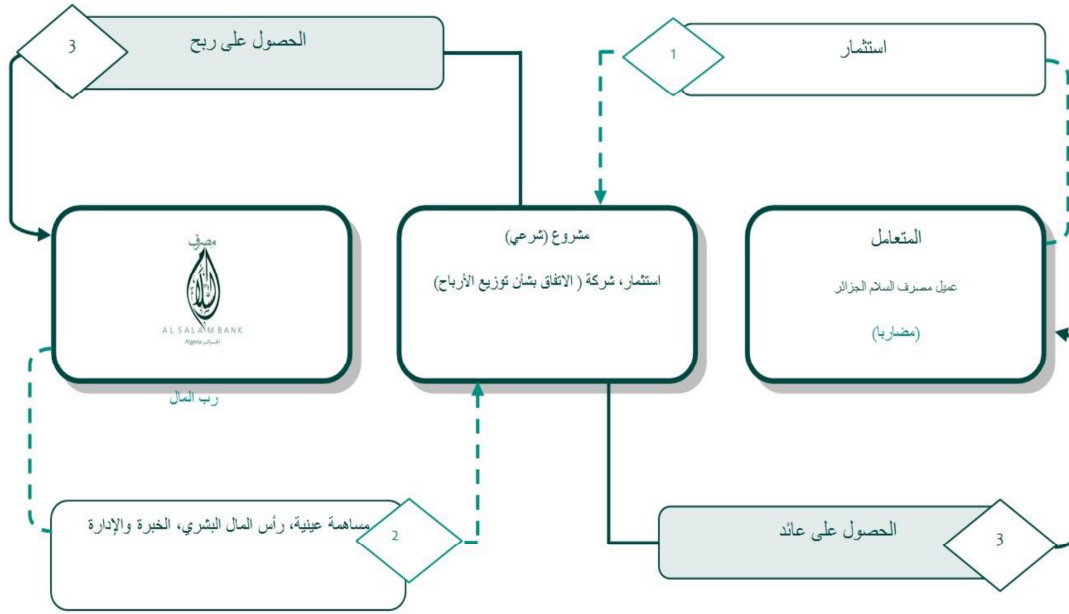 استثمار
1
الحصول على ربح
3
المتعامل
عميل مصرف السلام الجزائر
(مضاربا)
مشروع (شرعي)
استثمار، شركة ( الاتفاق بشأن توزيع الأرباح)
مصرف
السلام
AL SALAM BANK
Algeria الجزائر
رب المال
مساهمة عينية، رأس المال البشري، الخبرة والإدارة
2
الحصول على عائد
3